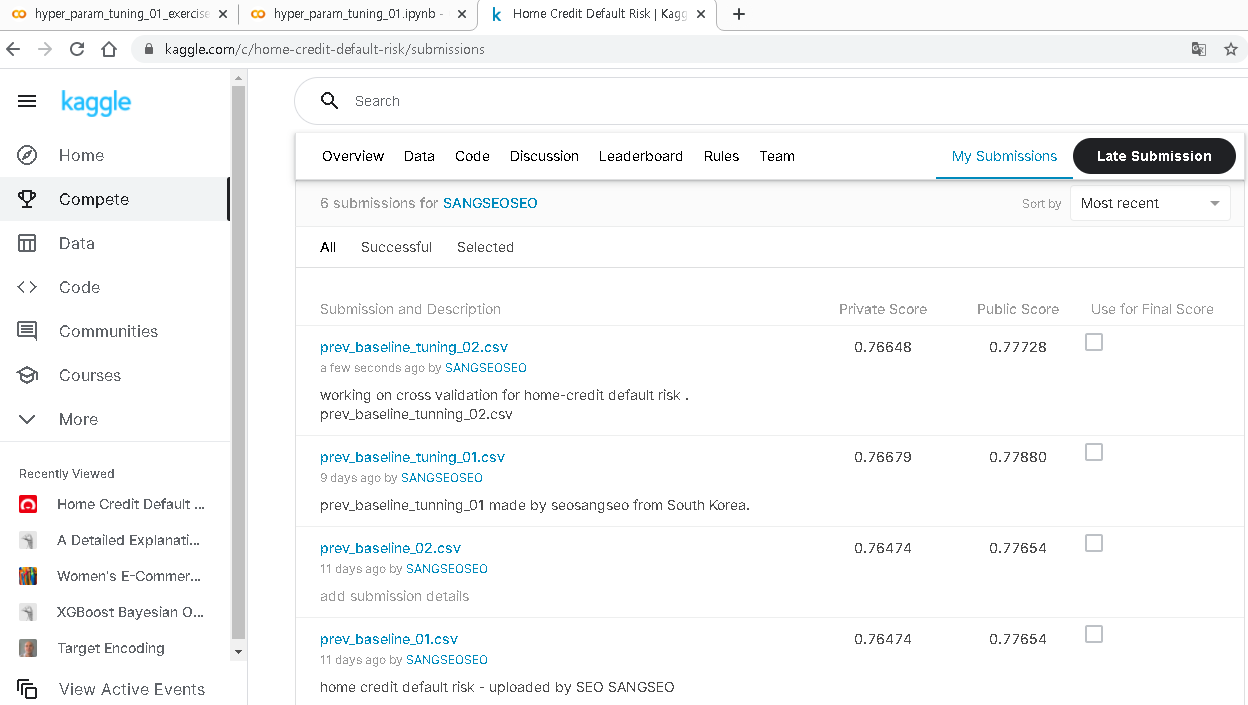 hyper_param_tuning_01_exercise
hyper_param_tuning_01.ipynb -
Home Credit Default Risk | Kagg
kaggle.com/c/home-credit-default-risk/submissions
kaggle
Search
Home
Compete
Data
Code
Communities
Courses
More
Recently Viewed
Home Credit Default ...
A Detailed Explanati...
Women's E-Commer...
XGBoost Bayesian O...
Target Encoding
View Active Events
Overview Data Code Discussion Leaderboard Rules Team My Submissions Late Submission
6 submissions for SANGSEOSEO Sort by Most recent
All Successful Selected
Submission and Description Private Score Public Score Use for Final Score
prev_baseline_tuning_02.csv 0.76648 0.77728
a few seconds ago by SANGSEOSEO
working on cross validation for home-credit default risk .
prev_baseline_tunning_02.csv
prev_baseline_tuning_01.csv 0.76679 0.77880
9 days ago by SANGSEOSEO
prev_baseline_tunning_01 made by seosangseo from South Korea.
prev_baseline_02.csv 0.76474 0.77654
11 days ago by SANGSEOSEO
add submission details
prev_baseline_01.csv 0.76474 0.77654
11 days ago by SANGSEOSEO
home credit default risk - uploaded by SEO SANGSEO